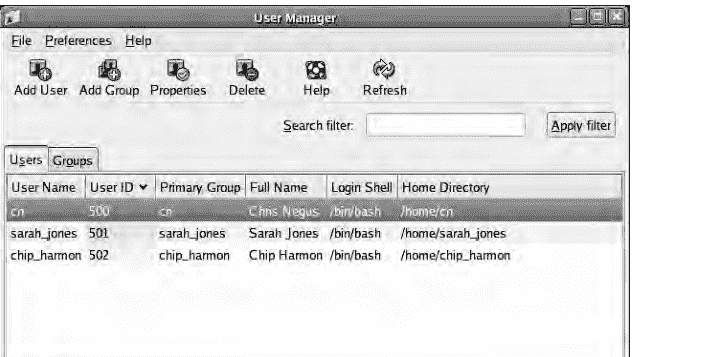 User Manager
File Preferences Help
Add User Add Group Properties Delete Help Refresh
Search filter: Apply filter
Users Groups
User Name User ID Primary Group Full Name Login Shell Home Directory
cn 500 cn Chris Negus /bin/bash /home/cn
sarah_jones 501 sarah_jones Sarah Jones /bin/bash /home/sarah_jones
chip_harmon 502 chip_harmon Chip Harmon /bin/bash /home/chip_harmon